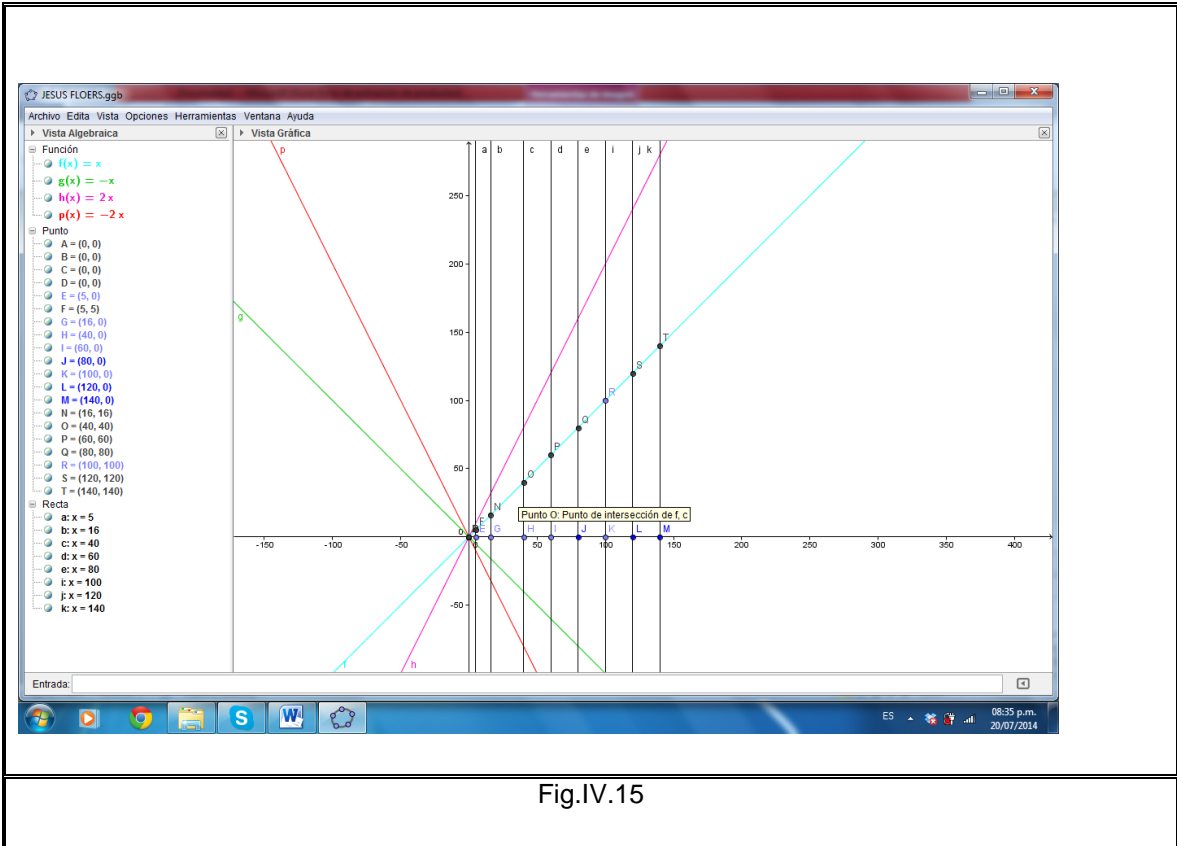 JESUS FLOERS.ggb
Archivo Edita Vista Opciones Herramientas Ventana Ayuda
Vista Algebraica
Vista Gráfica
Función
f(x) = x
g(x) = −x
h(x) = 2 x
p(x) = −2 x
Punto
A = (0, 0)
B = (0, 0)
C = (0, 0)
D = (0, 0)
E = (5, 0)
F = (5, 5)
G = (16, 0)
H = (40, 0)
I = (60, 0)
J = (80, 0)
K = (100, 0)
L = (120, 0)
M = (140, 0)
N = (16, 16)
O = (40, 40)
P = (60, 60)
Q = (80, 80)
R = (100, 100)
S = (120, 120)
T = (140, 140)
Recta
a: x = 5
b: x = 16
c: x = 40
d: x = 60
e: x = 80
i: x = 100
j: x = 120
k: x = 140
p a b c d e i j k
250
200
g
150
T
S
100
R
Q
P
50
O
N
F
Punto O: Punto de intersección de f, c
0
E G H I J K L M
-150 -100 -50 0 50 100 150 200 250 300 350 400
-50
f h
Entrada:
ES
08:35 p.m.
20/07/2014
Fig.IV.15